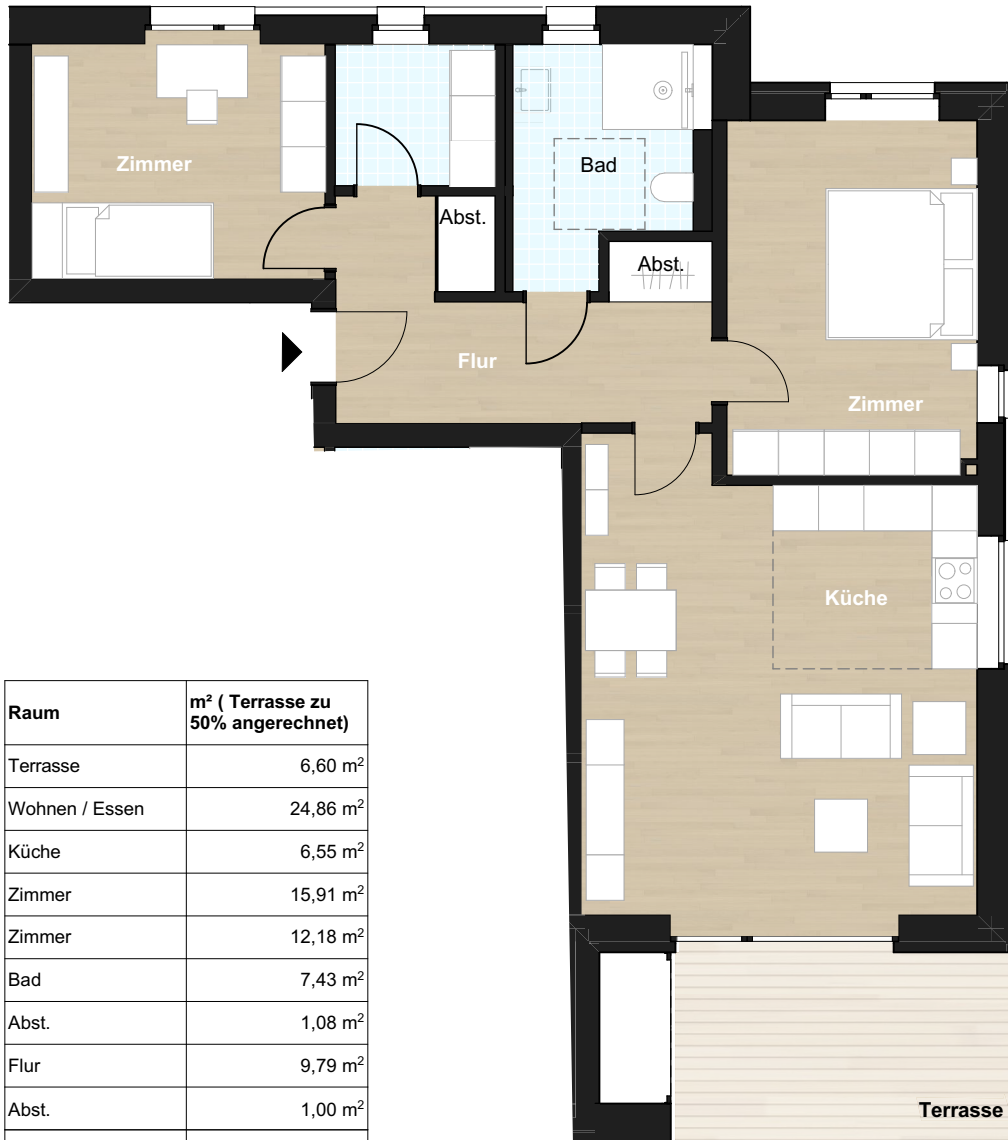 Zimmer
Bad
Abst.
Abst.
Flur
Zimmer
Küche
Raum m² ( Terrasse zu
50% angerechnet)
Terrasse 6,60 m²
Wohnen / Essen 24,86 m²
Küche 6,55 m²
Zimmer 15,91 m²
Zimmer 12,18 m²
Bad 7,43 m²
Abst. 1,08 m²
Flur 9,79 m²
Abst. 1,00 m²
Terrasse